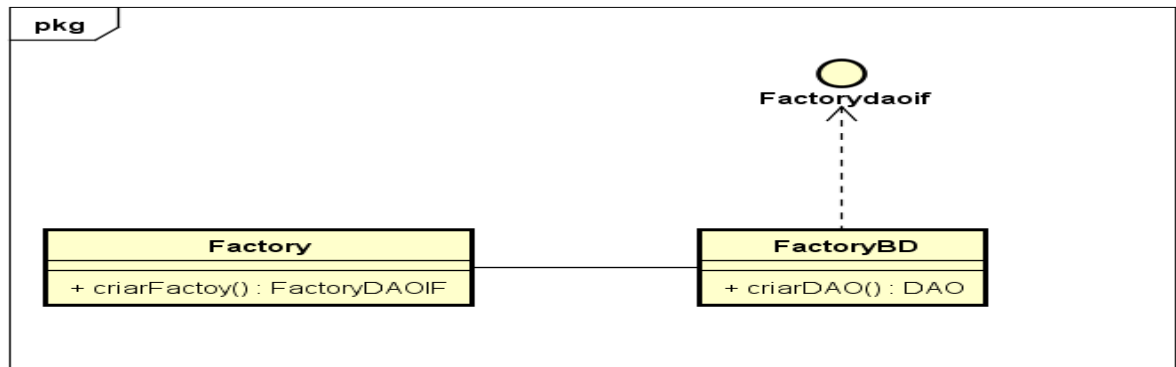 pkg
Factorydaoif
Factory
+ criarFactoy() : FactoryDAOIF
FactoryBD
+ criarDAO() : DAO